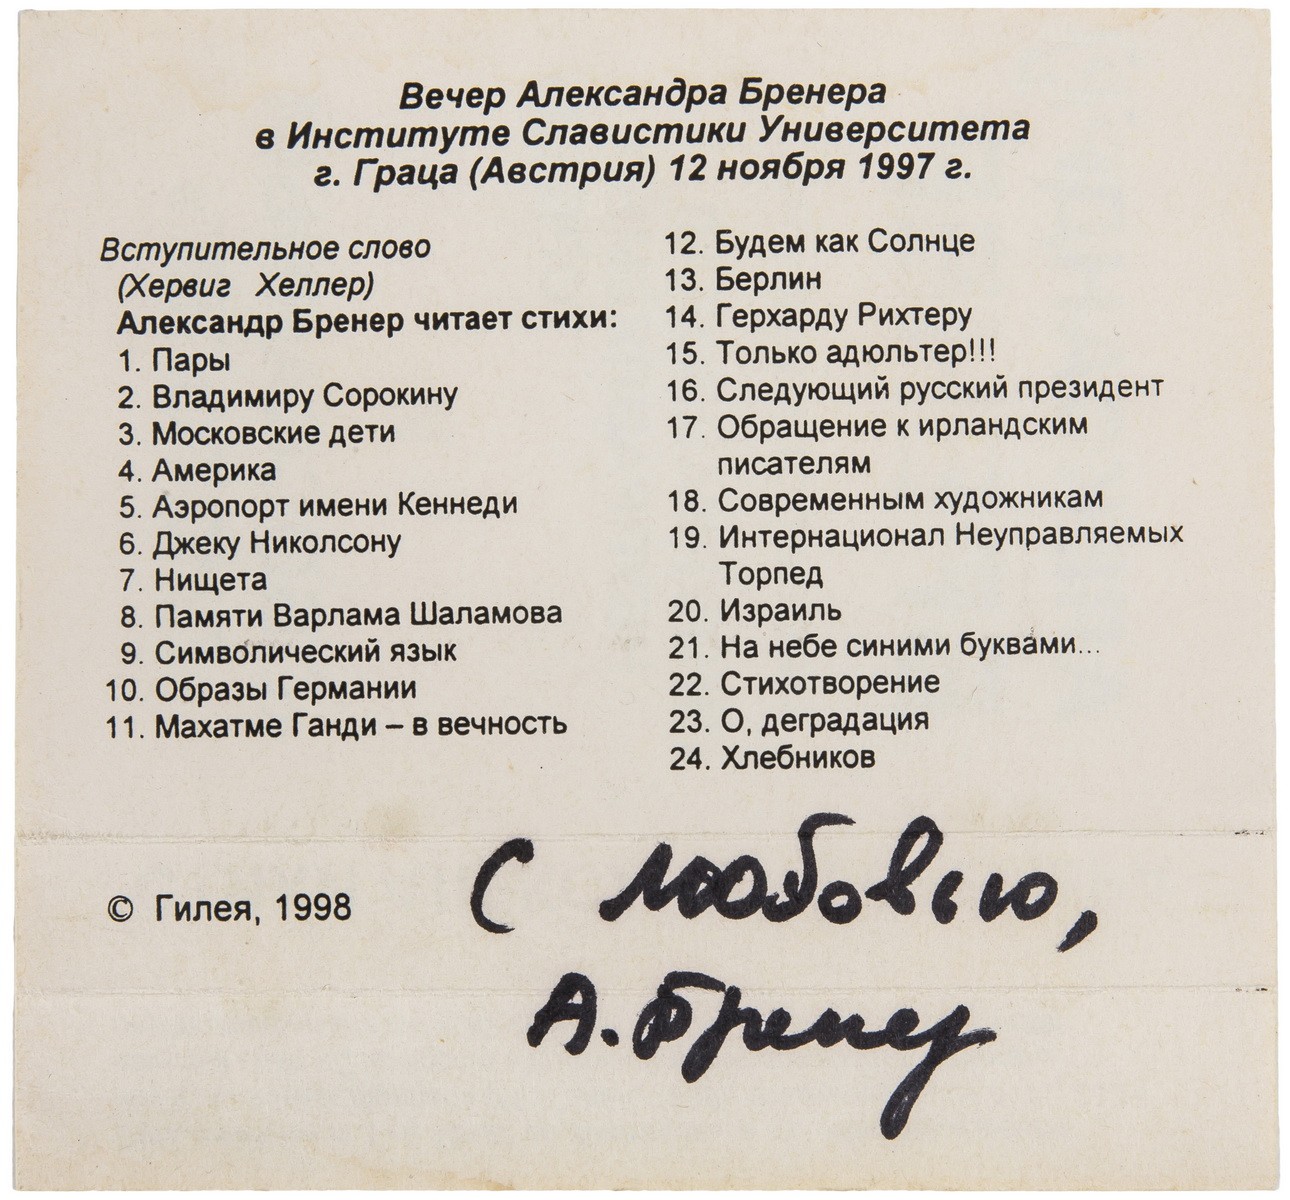 Вечер Александра Бренера
в Институте Славистики Университета
г. Граца (Австрия) 12 ноября 1997 г.
Вступительное слово
(Хервиг Хеллер)
Александр Бренер читает стихи:
1. Пары
2. Владимиру Сорокину
3. Московские дети
4. Америка
5. Аэропорт имени Кеннеди
6. Джеку Николсону
7. Нищета
8. Памяти Варлама Шаламова
9. Символический язык
10. Образы Германии
11. Махатме Ганди – в вечность
12. Будем как Солнце
13. Берлин
14. Герхарду Рихтеру
15. Только адюльтер!!!
16. Следующий русский президент
17. Обращение к ирландским
писателям
18. Современным художникам
19. Интернационал Неуправляемых
Торпед
20. Израиль
21. На небе синими буквами...
22. Стихотворение
23. О, деградация
24. Хлебников
© Гилея, 1998
С любовью,
А. Бренер